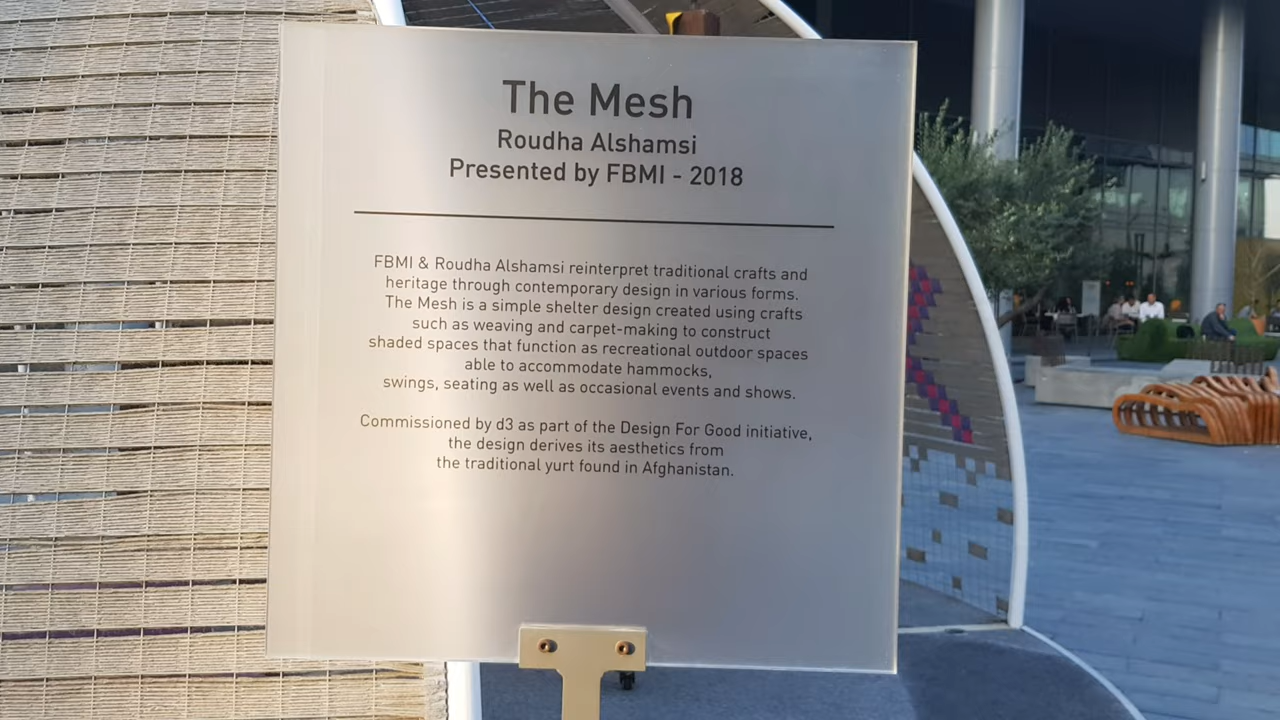 The Mesh
Roudha Alshamsi
Presented by FBMI - 2018
FBMI & Roudha Alshamsi reinterpret traditional crafts and
heritage through contemporary design in various forms.
The Mesh is a simple shelter design created using crafts
such as weaving and carpet-making to construct
shaded spaces that function as recreational outdoor spaces
able to accommodate hammocks,
swings, seating as well as occasional events and shows.
Commissioned by d3 as part of the Design For Good initiative,
the design derives its aesthetics from
the traditional yurt found in Afghanistan.